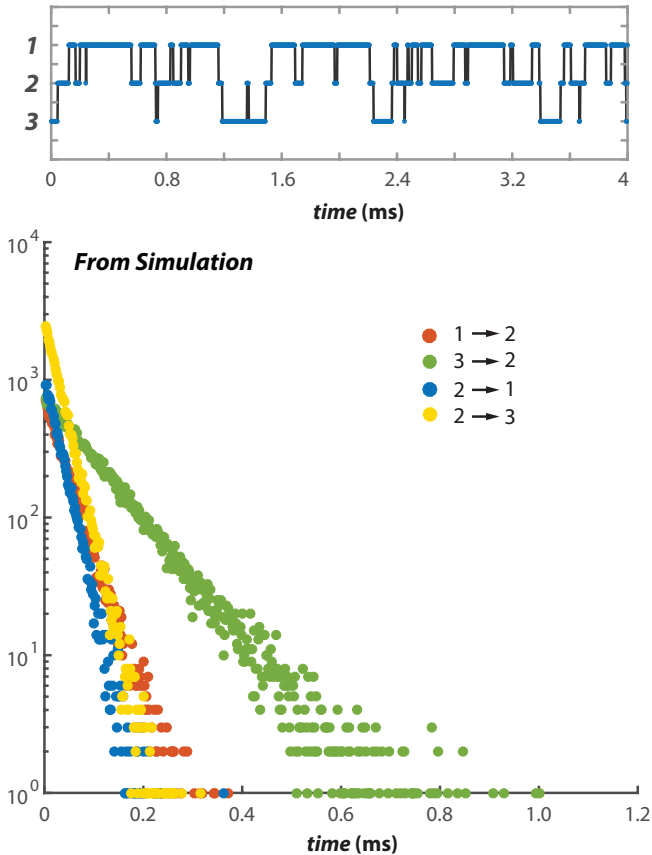 1
2
3
0 0.8 1.6 2.4 3.2 4
time (ms)
10^4
From Simulation
1 → 2
3 → 2
10^3
2 → 1
2 → 3
10^2
10^1
10^0
0 0.2 0.4 0.6 0.8 1.0 1.2
time (ms)